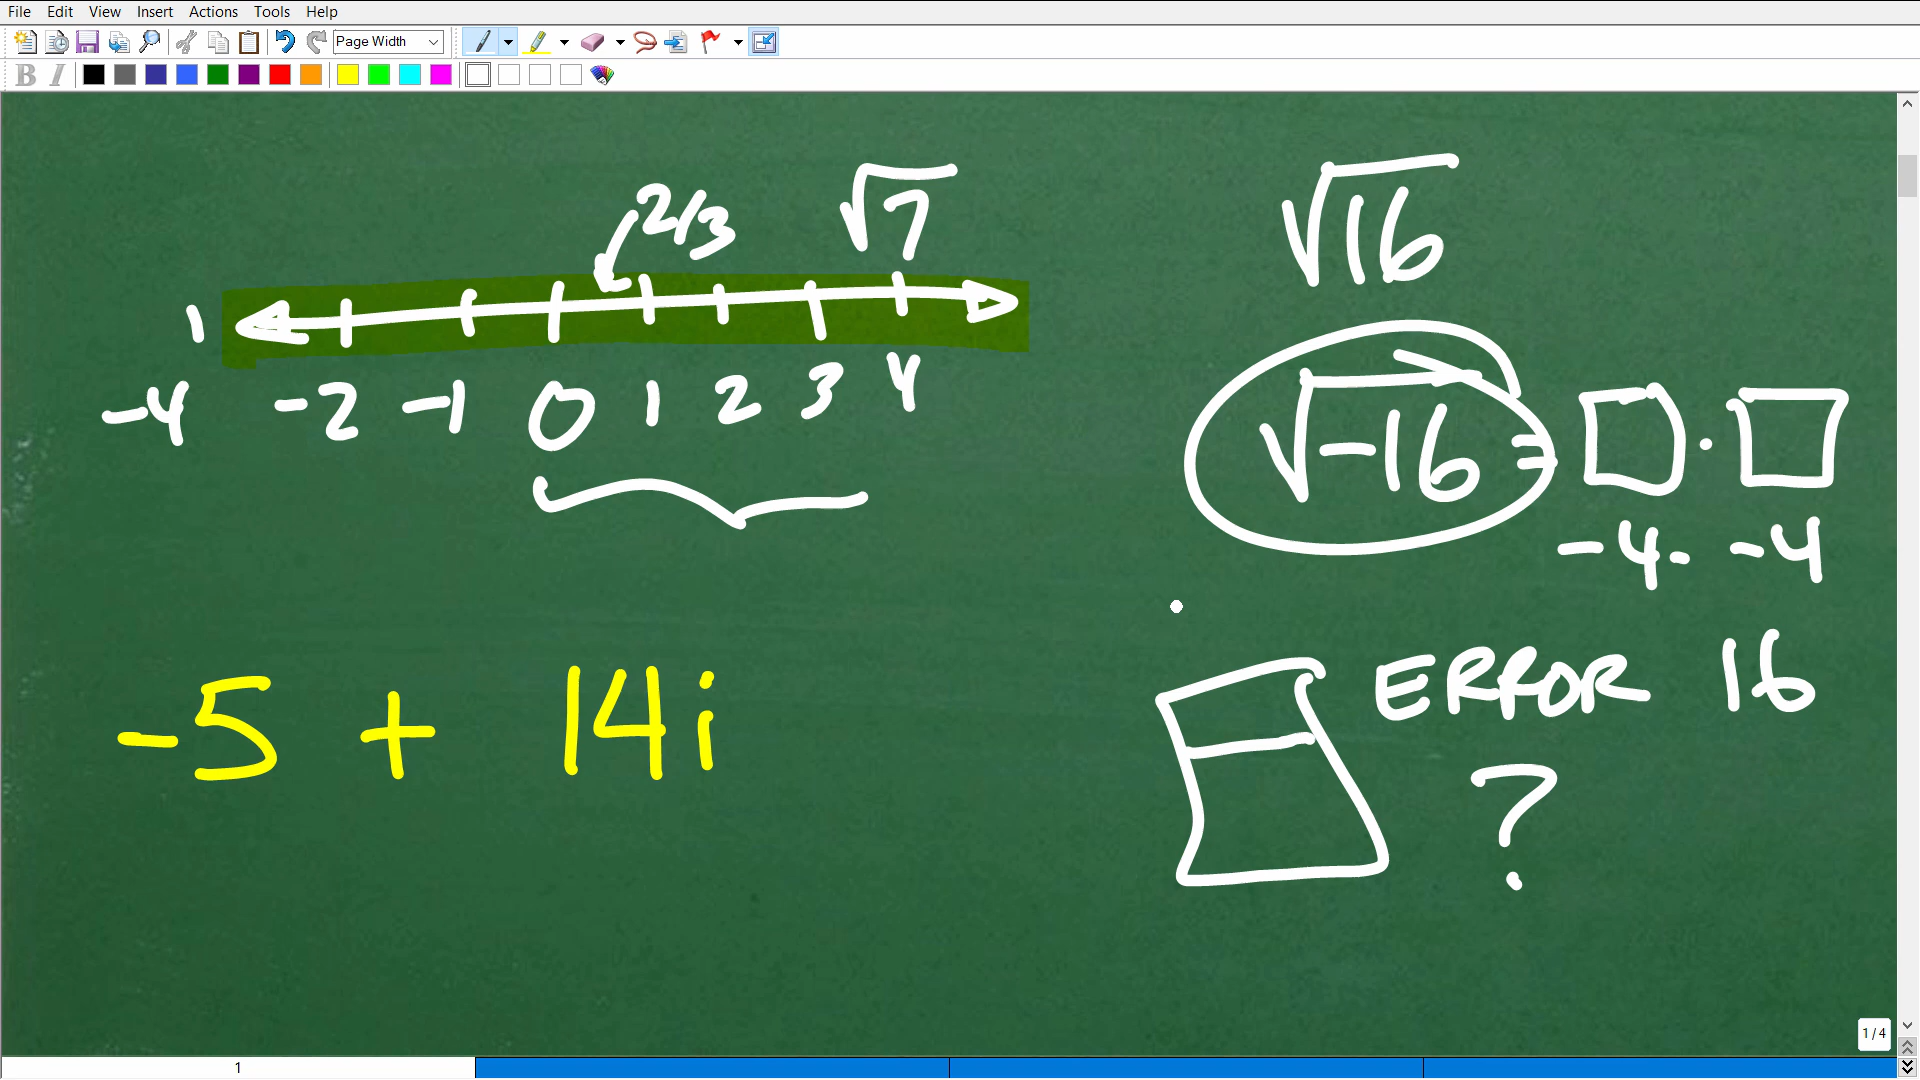 File Edit View Insert Actions Tools Help
Page Width
B I
2/3 √7
-4 -2 -1 0 1 2 3 4
√16
√-16 = □ · □
-4 · -4
ERROR 16
?
-5 + 14i
1 / 4
1